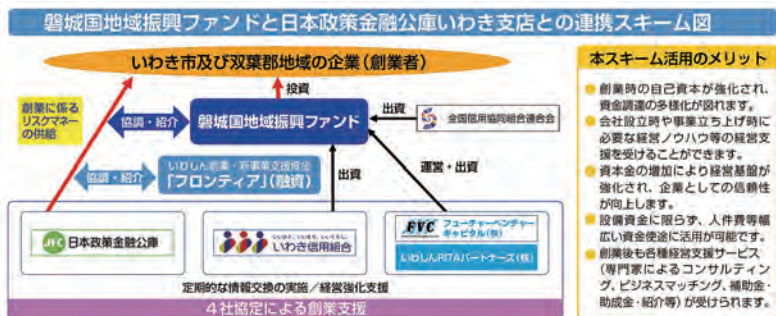 磐城国地域振興ファンドと日本政策金融公庫いわき支店との連携スキーム図
いわき市及び双葉郡地域の企業(創業者)
投資
創業に係る
リスクマネー
の供給
協調・紹介
磐城国地域振興ファンド
出資
全国信用協同組合連合会
協調・紹介
いわしん創業・新事業支援資金
「フロンティア」(融資)
出資
運営・出資
JFC 日本政策金融公庫
いわき信用組合
FVC フューチャーベンチャー
キャピタル(株)
いわしんRITAパートナーズ(株)
定期的な情報交換の実施/経営強化支援
4社協定による創業支援
本スキーム活用のメリット
創業時の自己資本が強化され、
資金調達の多様化が図れます。
会社設立時や事業立ち上げ時に
必要な経営ノウハウ等の経営支
援を受けることができます。
資本金の増加により経営基盤が
強化され、企業としての信頼性
が向上します。
設備資金に限らず、人件費等幅
広い資金使途に活用が可能です。
創業後も各種経営支援サービス
(専門家によるコンサルティン
グ、ビジネスマッチング、補助金・
助成金・紹介等)が受けられます。